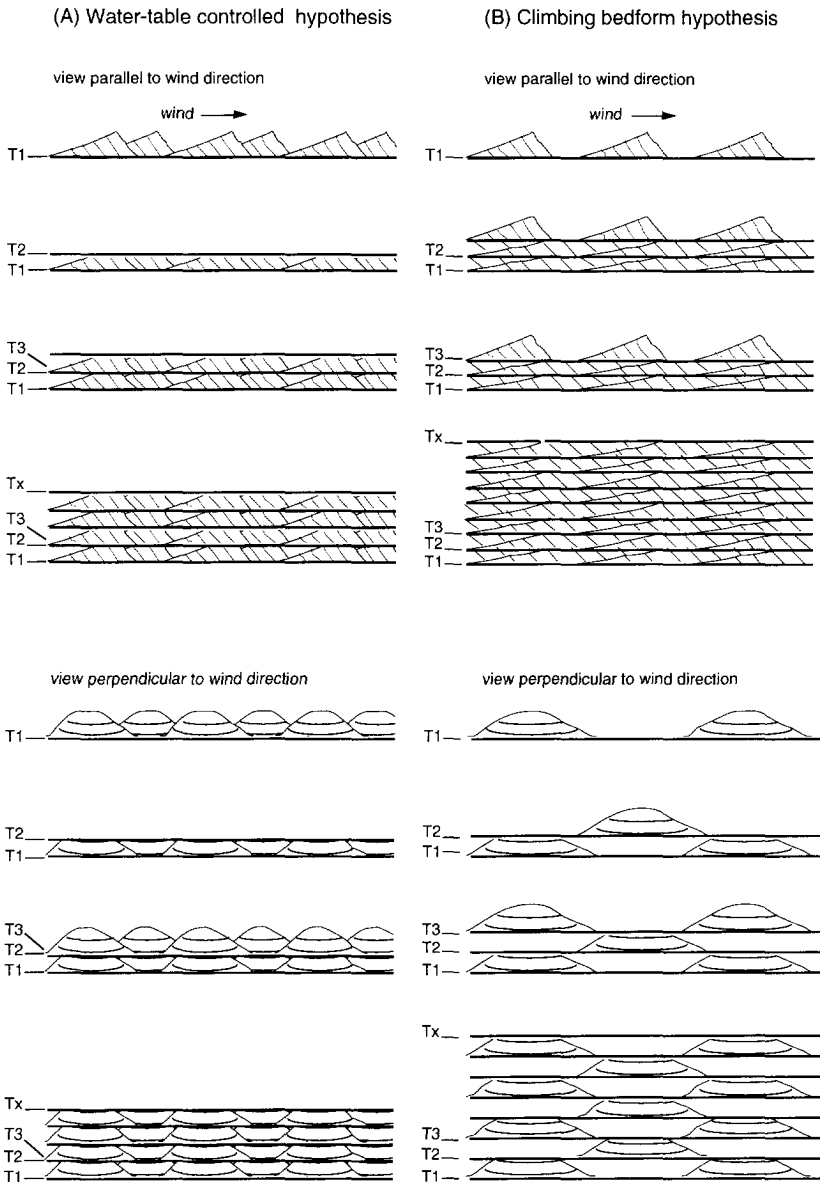 (A) Water-table controlled hypothesis
view parallel to wind direction
wind
T1
T2
T1
T3
T2
T1
Tx
T3
T2
T1
view perpendicular to wind direction
T1
T2
T1
T3
T2
T1
Tx
T3
T2
T1
(B) Climbing bedform hypothesis
view parallel to wind direction
wind
T1
T2
T1
T3
T2
T1
Tx
T3
T2
T1
view perpendicular to wind direction
T1
T2
T1
T3
T2
T1
Tx
T3
T2
T1